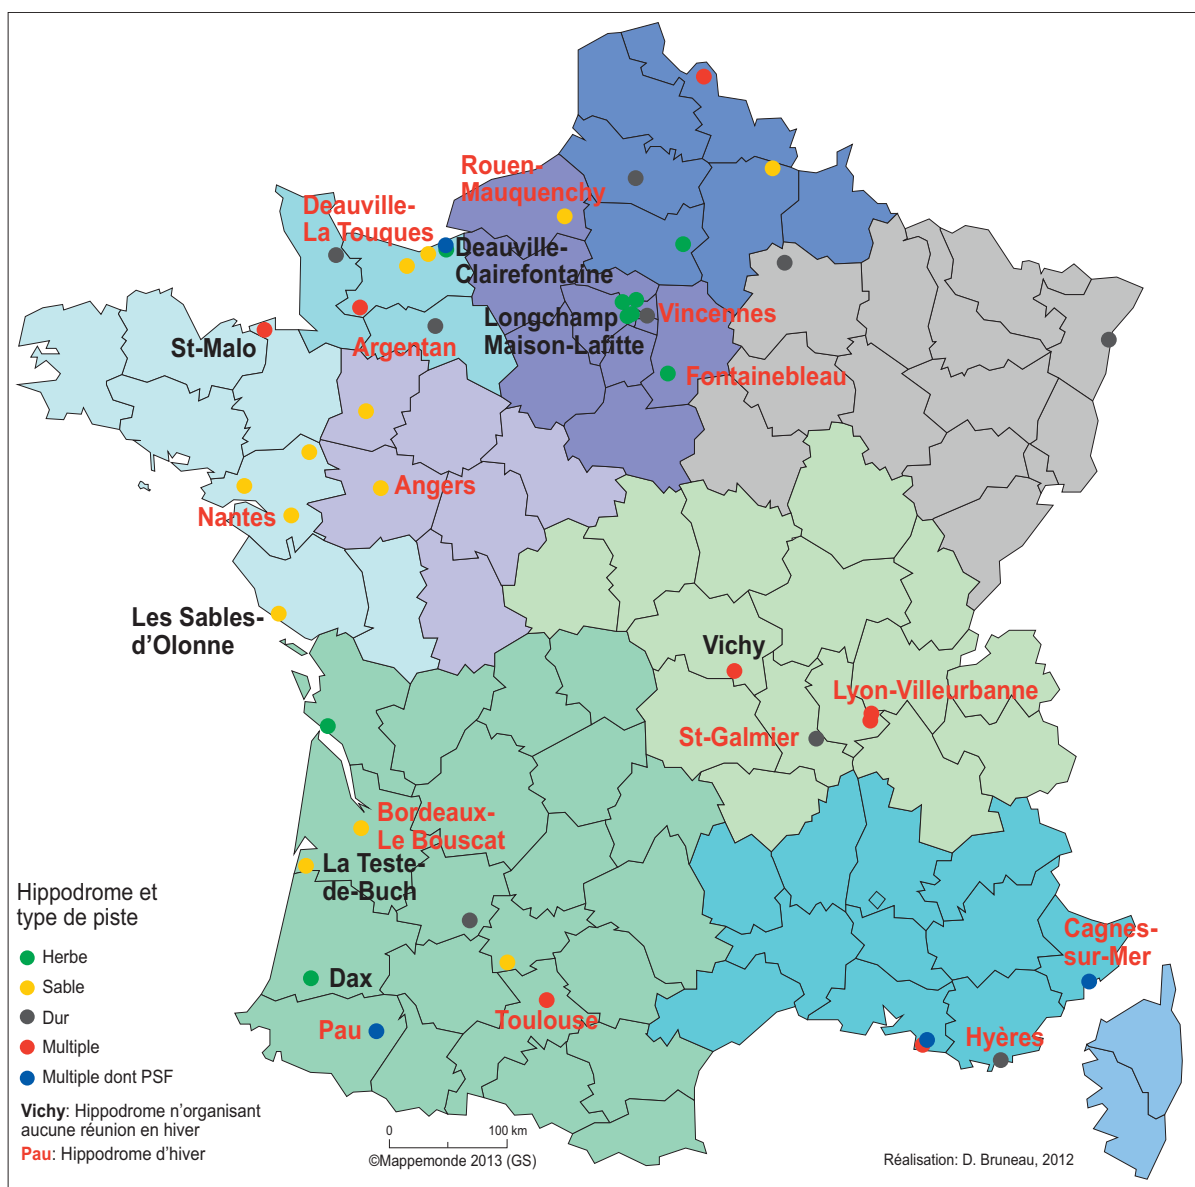 Rouen-
Mauquenchy
Deauville-
La Touques
Deauville-
Clairefontaine
Longchamp
Maison-Lafitte
Vincennes
St-Malo
Argentan
Fontainebleau
Angers
Nantes
Les Sables-
d'Olonne
Vichy
Lyon-Villeurbanne
St-Galmier
Bordeaux-
Le Bouscat
La Teste-
de-Buch
Dax
Pau
Toulouse
Cagnes-
sur-Mer
Hyères
Hippodrome et
type de piste
Herbe
Sable
Dur
Multiple
Multiple dont PSF
Vichy: Hippodrome n'organisant
aucune réunion en hiver
Pau: Hippodrome d'hiver
0 100 km
©Mappemonde 2013 (GS)
Réalisation: D. Bruneau, 2012